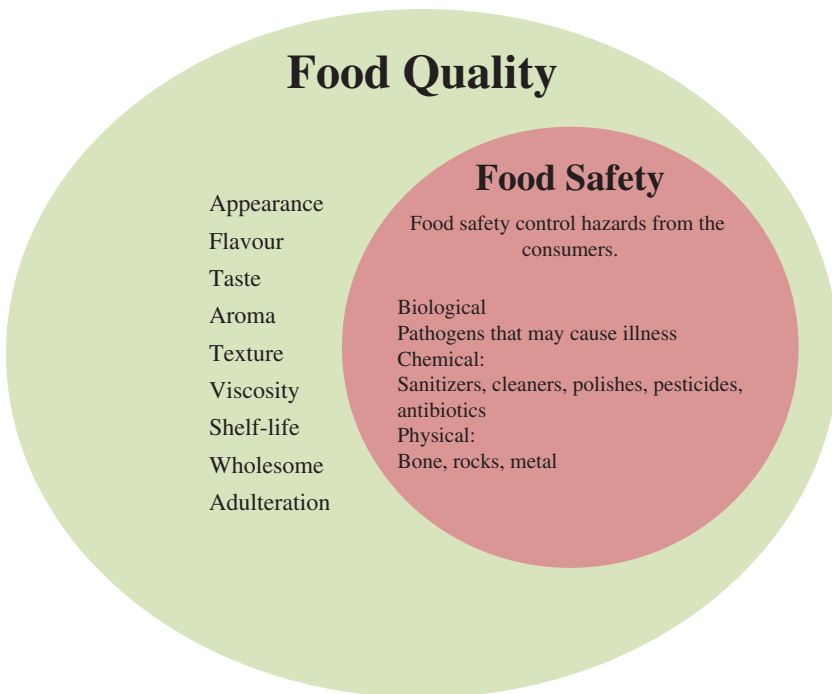 Food Quality
Appearance
Flavour
Taste
Aroma
Texture
Viscosity
Shelf-life
Wholesome
Adulteration
Food Safety
Food safety control hazards from the
consumers.
Biological
Pathogens that may cause illness
Chemical:
Sanitizers, cleaners, polishes, pesticides,
antibiotics
Physical:
Bone, rocks, metal